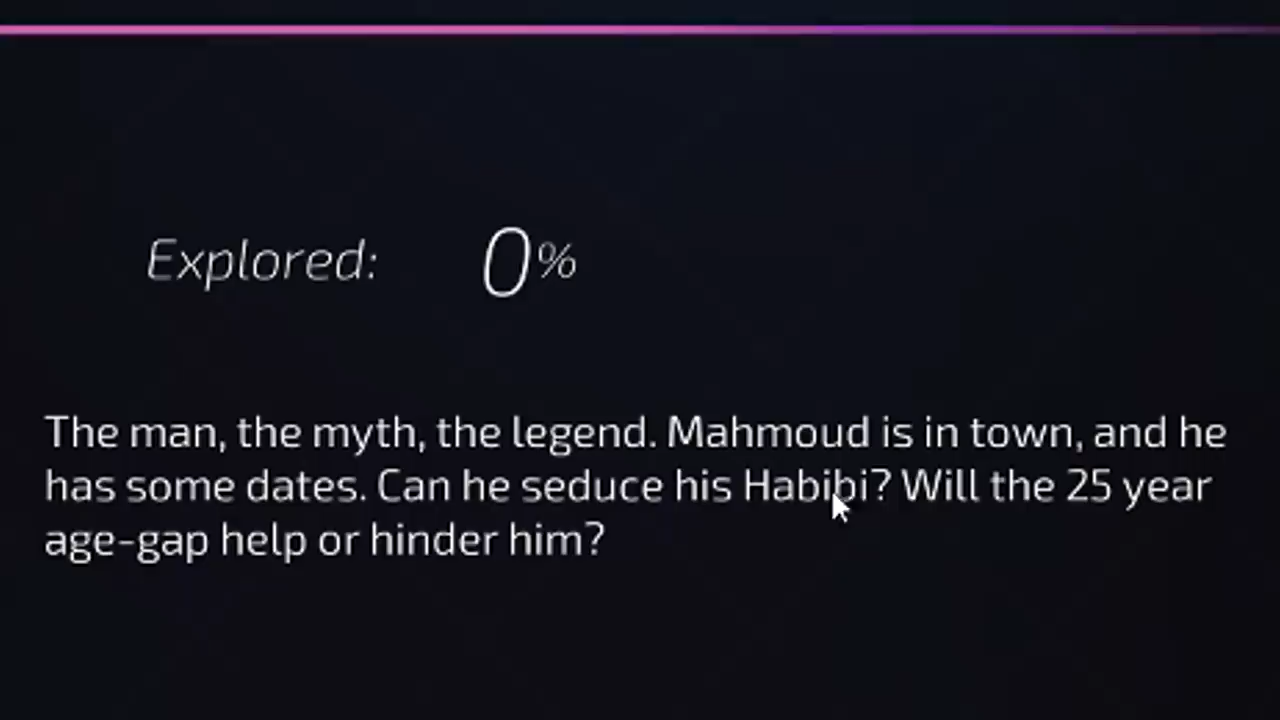 Explored: 0%
The man, the myth, the legend. Mahmoud is in town, and he
has some dates. Can he seduce his Habibi? Will the 25 year
age-gap help or hinder him?